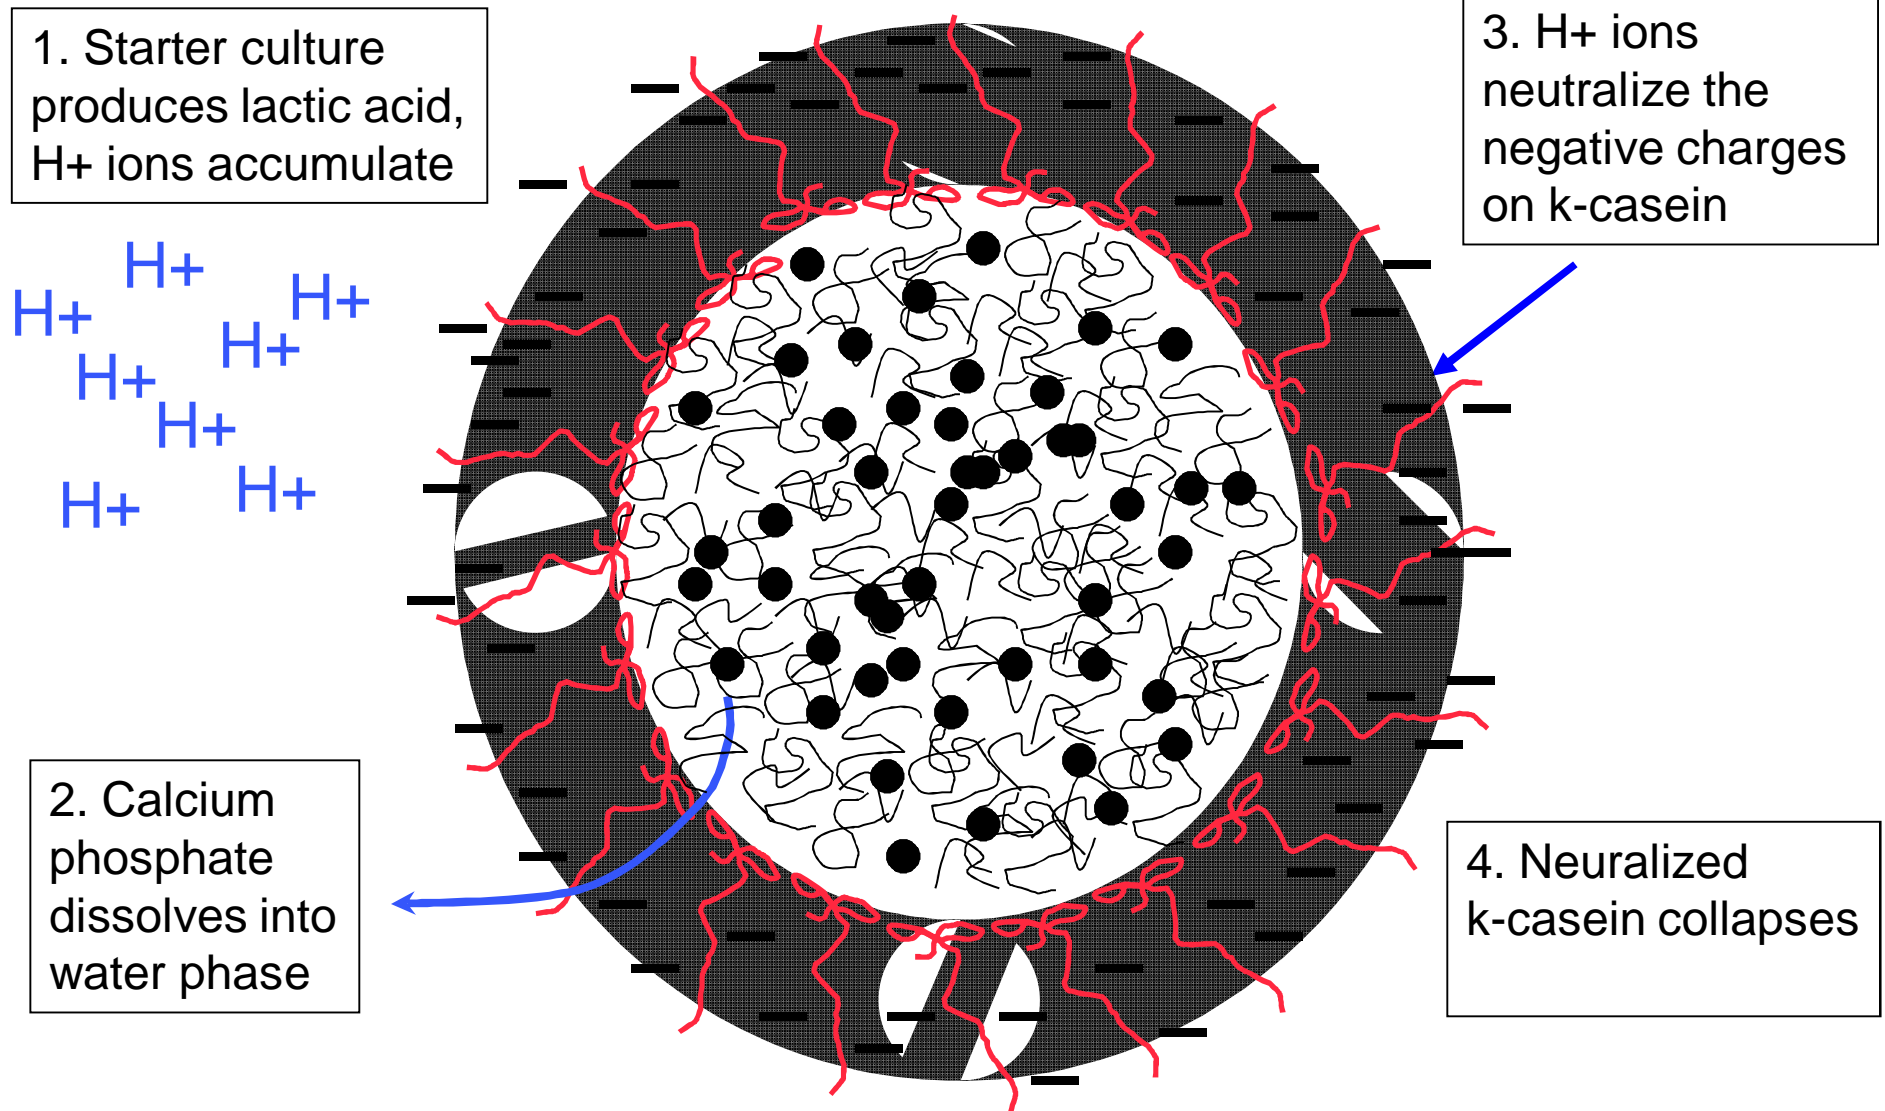 1. Starter culture
produces lactic acid,
H+ ions accumulate
3. H+ ions
neutralize the
negative charges
on k-casein
H+
H+
H+
H+
H+
H+
H+
H+
2. Calcium
phosphate
dissolves into
water phase
4. Neuralized
k-casein collapses